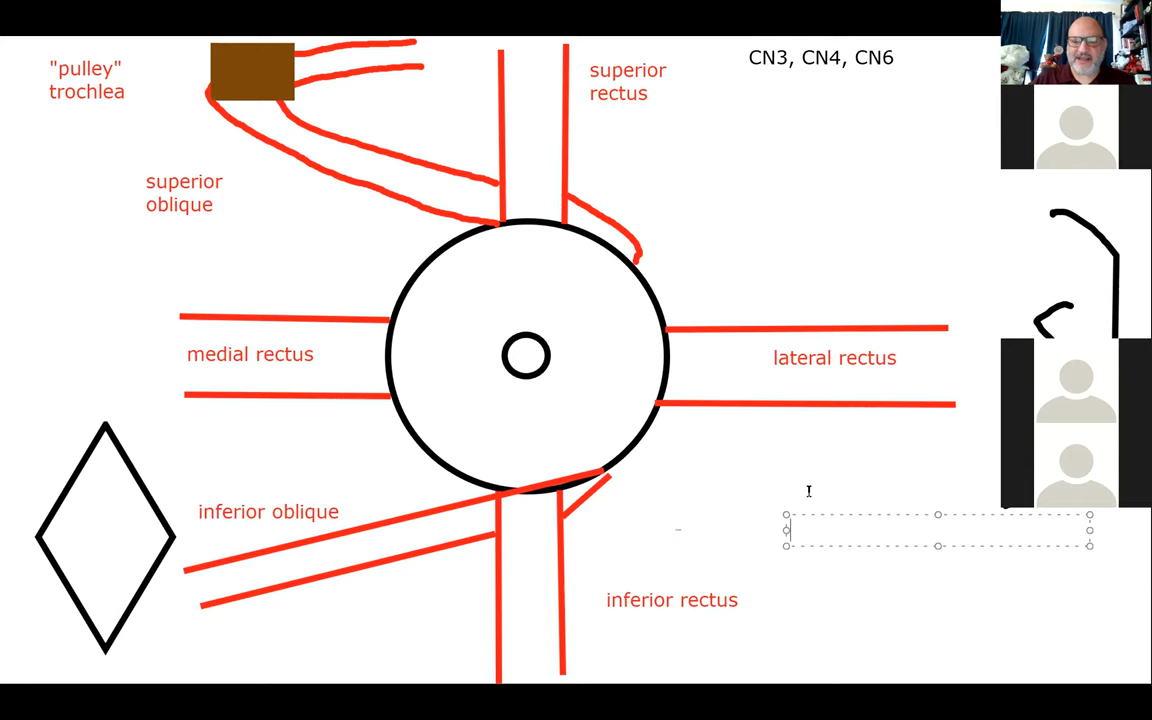 "pulley"
trochlea
superior
rectus
CN3, CN4, CN6
superior
oblique
medial rectus
lateral rectus
inferior oblique
inferior rectus